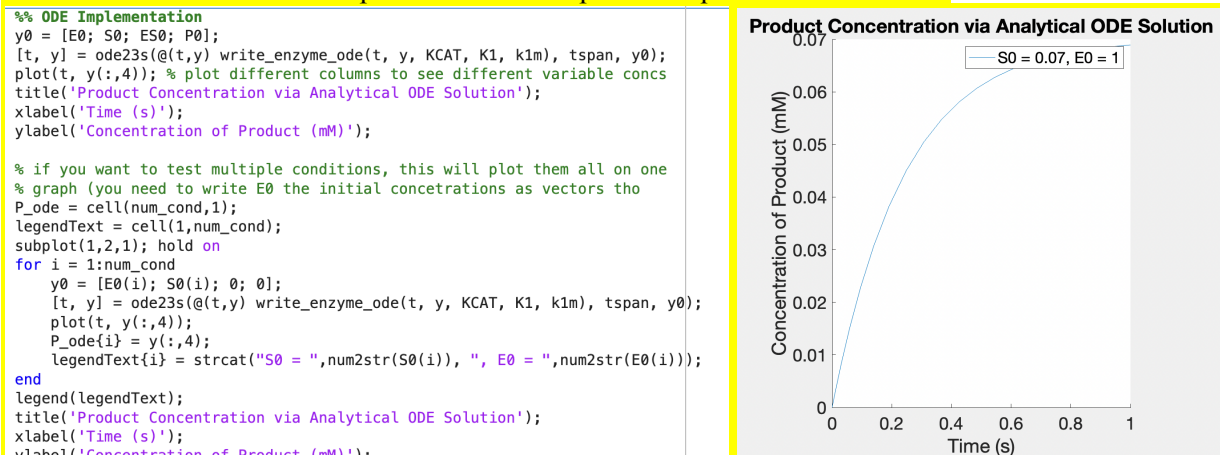 %% ODE Implementation
y0 = [E0; S0; ES0; P0];
[t, y] = ode23s(@(t,y) write_enzyme_ode(t, y, KCAT, K1, k1m), tspan, y0);
plot(t, y(:,4)); % plot different columns to see different variable concs
title('Product Concentration via Analytical ODE Solution');
xlabel('Time (s)');
ylabel('Concentration of Product (mM)');
% if you want to test multiple conditions, this will plot them all on one
% graph (you need to write E0 the initial concetrations as vectors tho
P_ode = cell(num_cond,1);
legendText = cell(1,num_cond);
subplot(1,2,1); hold on
for i = 1:num_cond
y0 = [E0(i); S0(i); 0; 0];
[t, y] = ode23s(@(t,y) write_enzyme_ode(t, y, KCAT, K1, k1m), tspan, y0);
plot(t, y(:,4));
P_ode{i} = y(:,4);
legendText{i} = strcat("S0 = ",num2str(S0(i)), ", E0 = ",num2str(E0(i)));
end
legend(legendText);
title('Product Concentration via Analytical ODE Solution');
xlabel('Time (s)');
ylabel('Concentration of Product (mM)');
Product Concentration via Analytical ODE Solution
S0 = 0.07, E0 = 1
Concentration of Product (mM)
0.07
0.06
0.05
0.04
0.03
0.02
0.01
0
0 0.2 0.4 0.6 0.8 1
Time (s)